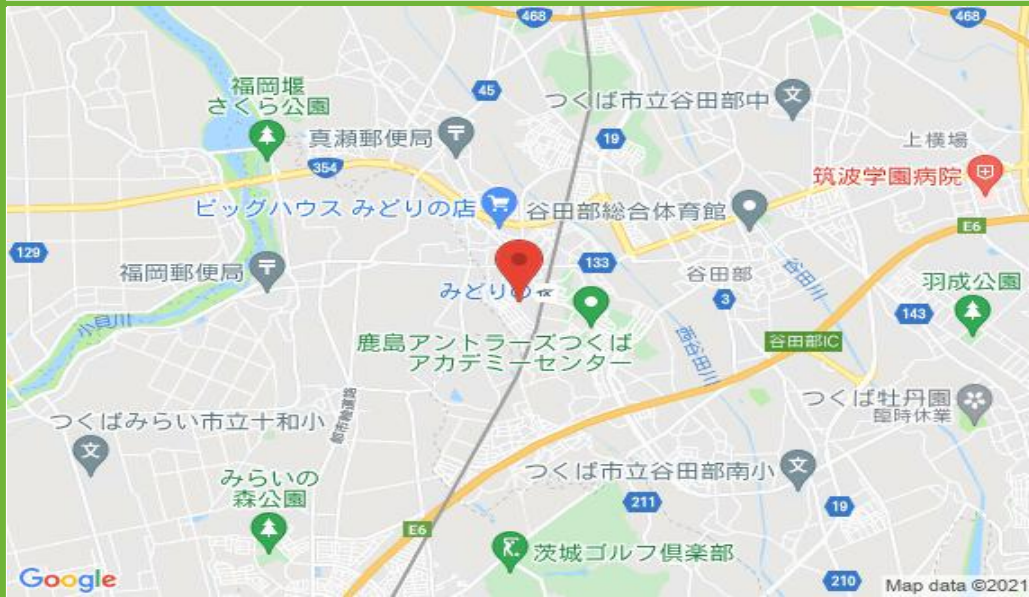 468
468
福岡堰
さくら公園
45
つくば市立谷田部中
19
真瀬郵便局
上横場
354
筑波学園病院
ビッグハウス みどりの店
谷田部総合体育館
E6
129
福岡郵便局
133
谷田部
谷田川
羽成公園
みどりの
3
143
小貝川
鹿島アントラーズつくば
アカデミーセンター
西谷田川
谷田部IC
つくば牡丹園
臨時休業
都市軸道路
つくばみらい市立十和小
みらいの
森公園
つくば市立谷田部南小
211
19
E6
茨城ゴルフ倶楽部
210
Google
Map data ©2021